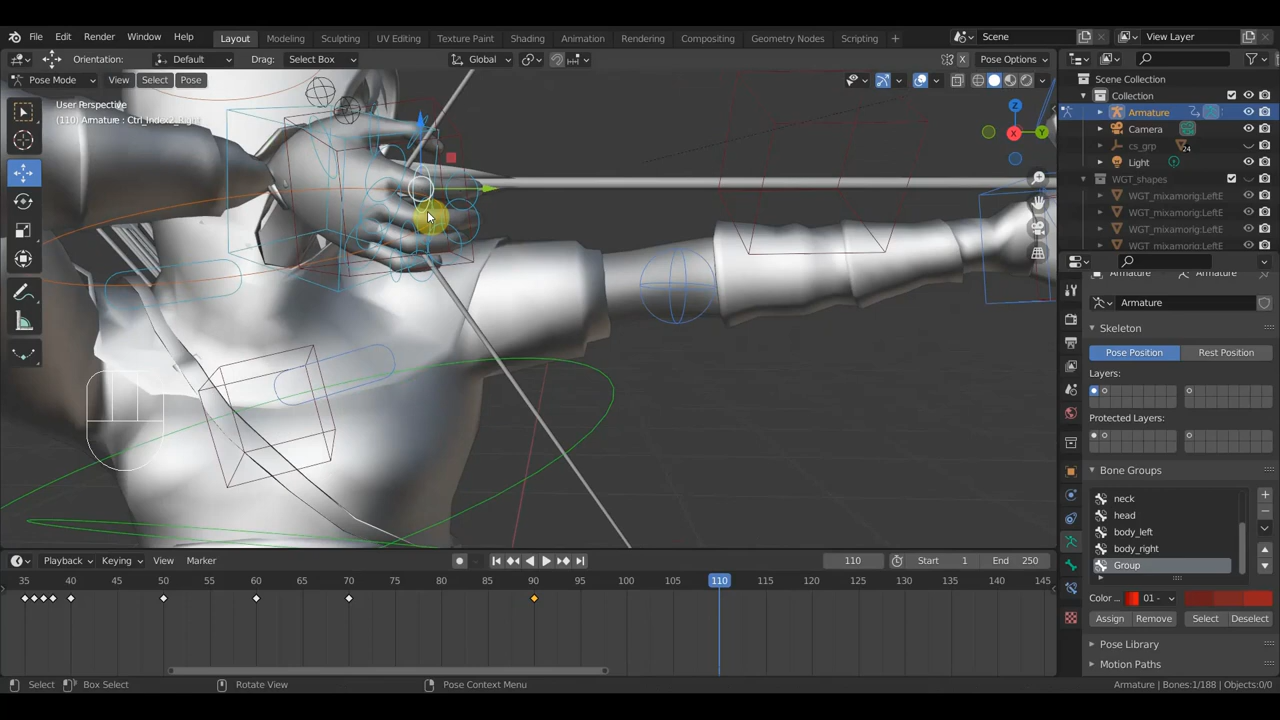 File Edit Render Window Help Layout Modeling Sculpting UV Editing Texture Paint Shading Animation Rendering Compositing Geometry Nodes Scripting + Scene View Layer
Orientation: Default Drag: Select Box Global X Pose Options
Pose Mode View Select Pose
User Perspective
(110) Armature : Ctrl_Index2_Right
Z
Y
X
Scene Collection
Collection
Armature
Camera
cs_grp 24
Light
WGT_shapes
WGT_mixamorig:LeftE
WGT_mixamorig:LeftE
WGT_mixamorig:LeftE
WGT_mixamorig:LeftE
Armature Armature
Armature
Skeleton
Pose Position Rest Position
Layers:
Protected Layers:
Bone Groups
neck
head
body_left
body_right
Group
Color ... 01 -
Assign Remove Select Deselect
Pose Library
Motion Paths
Playback Keying View Marker 110 Start 1 End 250
35 40 45 50 55 60 65 70 75 80 85 90 95 100 105 110 115 120 125 130 135 140 145
Select Box Select Rotate View Pose Context Menu Armature | Bones:1/188 | Objects:0/0